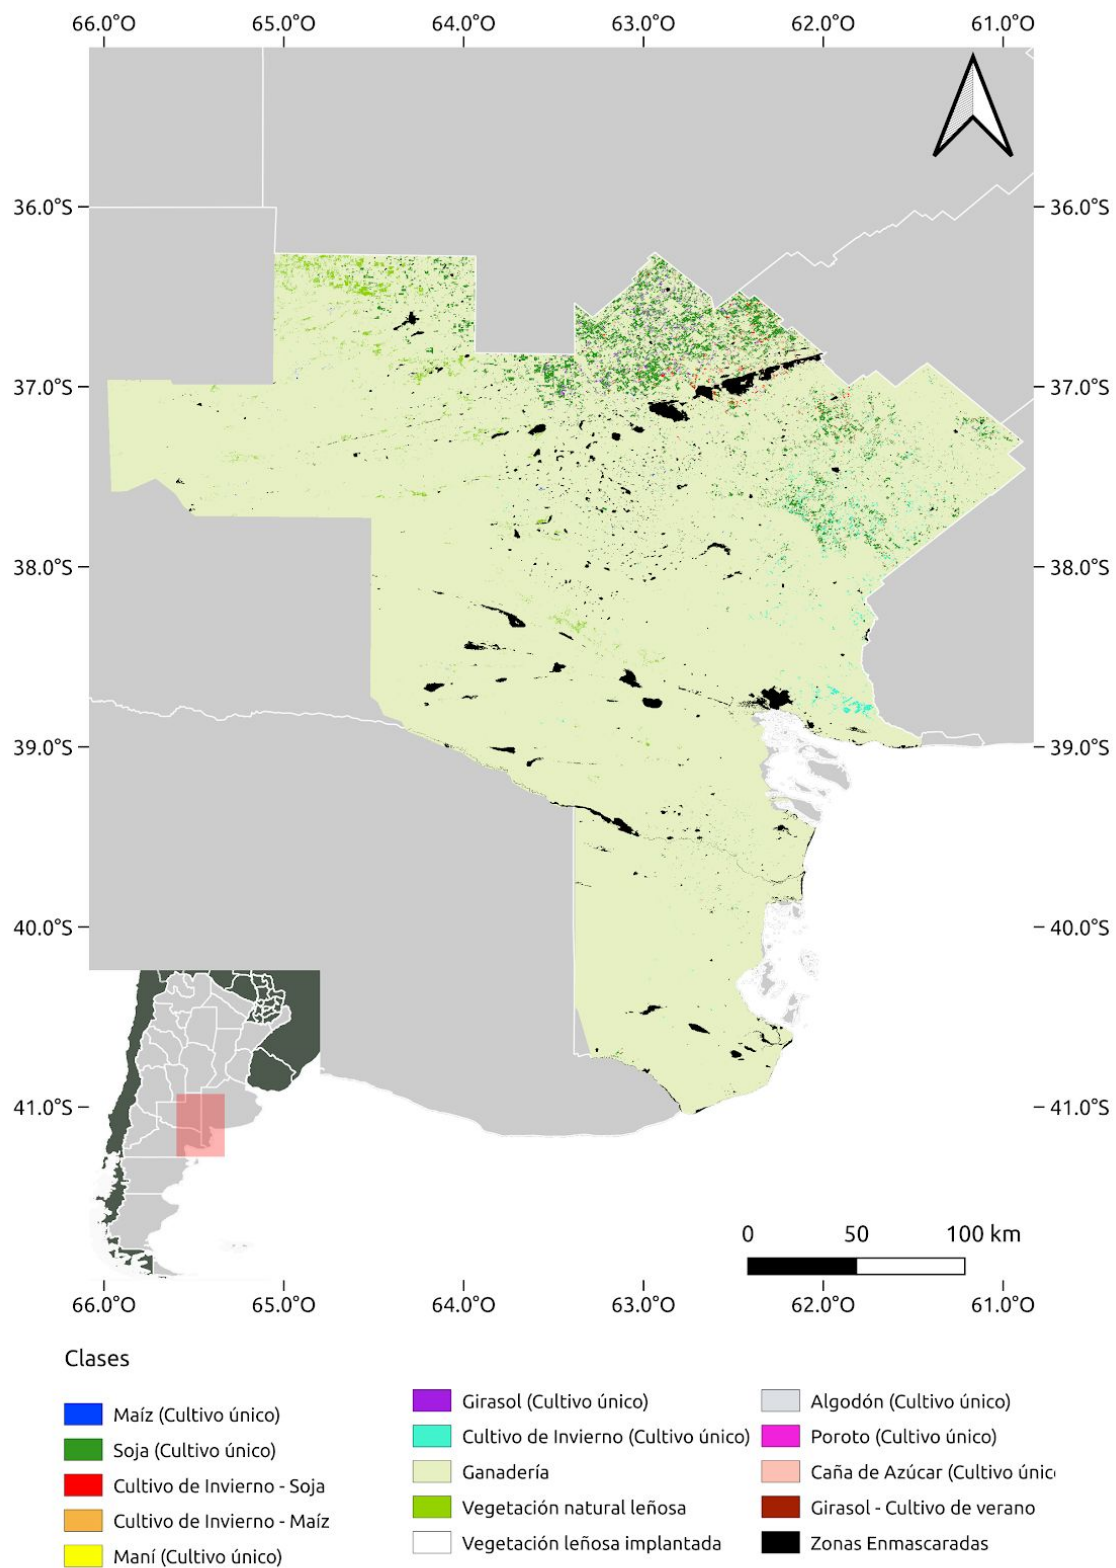 66.0°O 65.0°O 64.0°O 63.0°O 62.0°O 61.0°O
36.0°S 36.0°S
37.0°S 37.0°S
38.0°S 38.0°S
39.0°S 39.0°S
40.0°S 40.0°S
41.0°S 41.0°S
0 50 100 km
66.0°O 65.0°O 64.0°O 63.0°O 62.0°O 61.0°O
Clases
Maíz (Cultivo único)
Soja (Cultivo único)
Cultivo de Invierno - Soja
Cultivo de Invierno - Maíz
Maní (Cultivo único)
Girasol (Cultivo único)
Cultivo de Invierno (Cultivo único)
Ganadería
Vegetación natural leñosa
Vegetación leñosa implantada
Algodón (Cultivo único)
Poroto (Cultivo único)
Caña de Azúcar (Cultivo únic
Girasol - Cultivo de verano
Zonas Enmascaradas